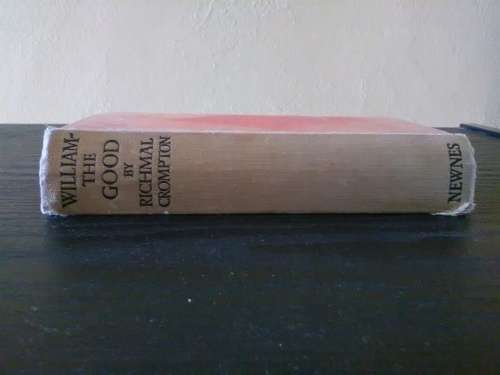 WILLIAM-
THE
GOOD
BY
RICHMAL
CROMPTON
NEWNES